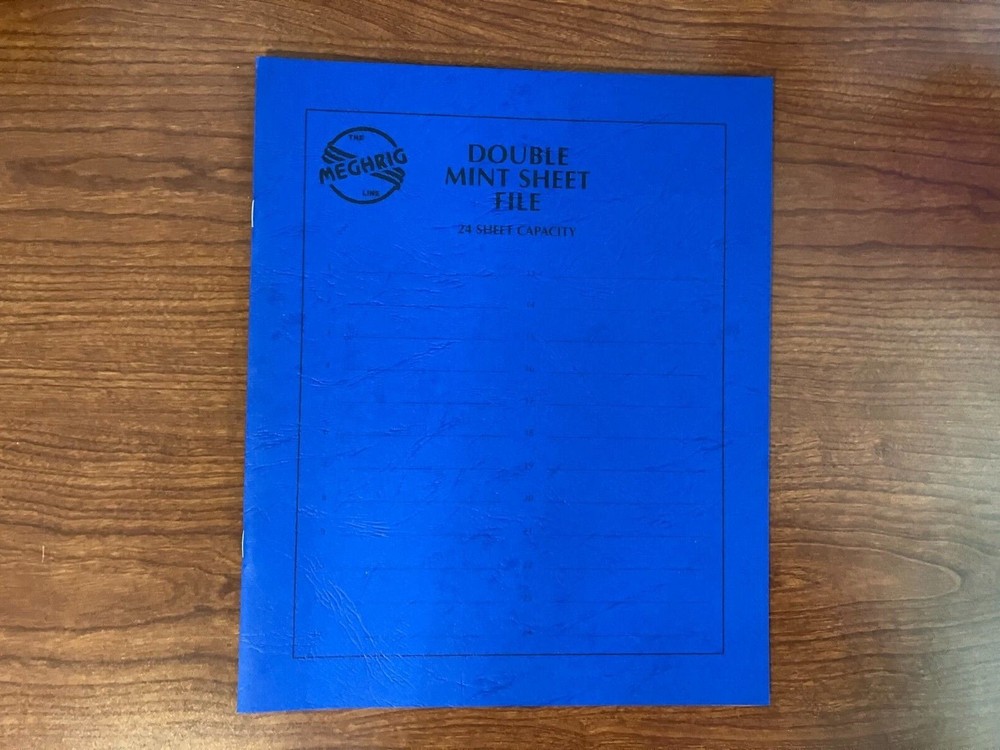 THE
MEGHRIG
LINE
DOUBLE
MINT SHEET
FILE
24 SHEET CAPACITY